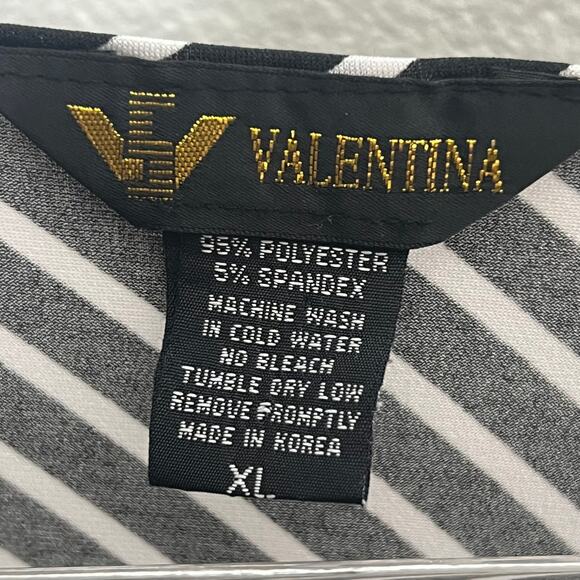 VALENTINA
95% POLYESTER
5% SPANDEX
MACHINE WASH
IN COLD WATER
NO BLEACH
TUMBLE DRY LOW
REMOVE PROMPTLY
MADE IN KOREA
XL